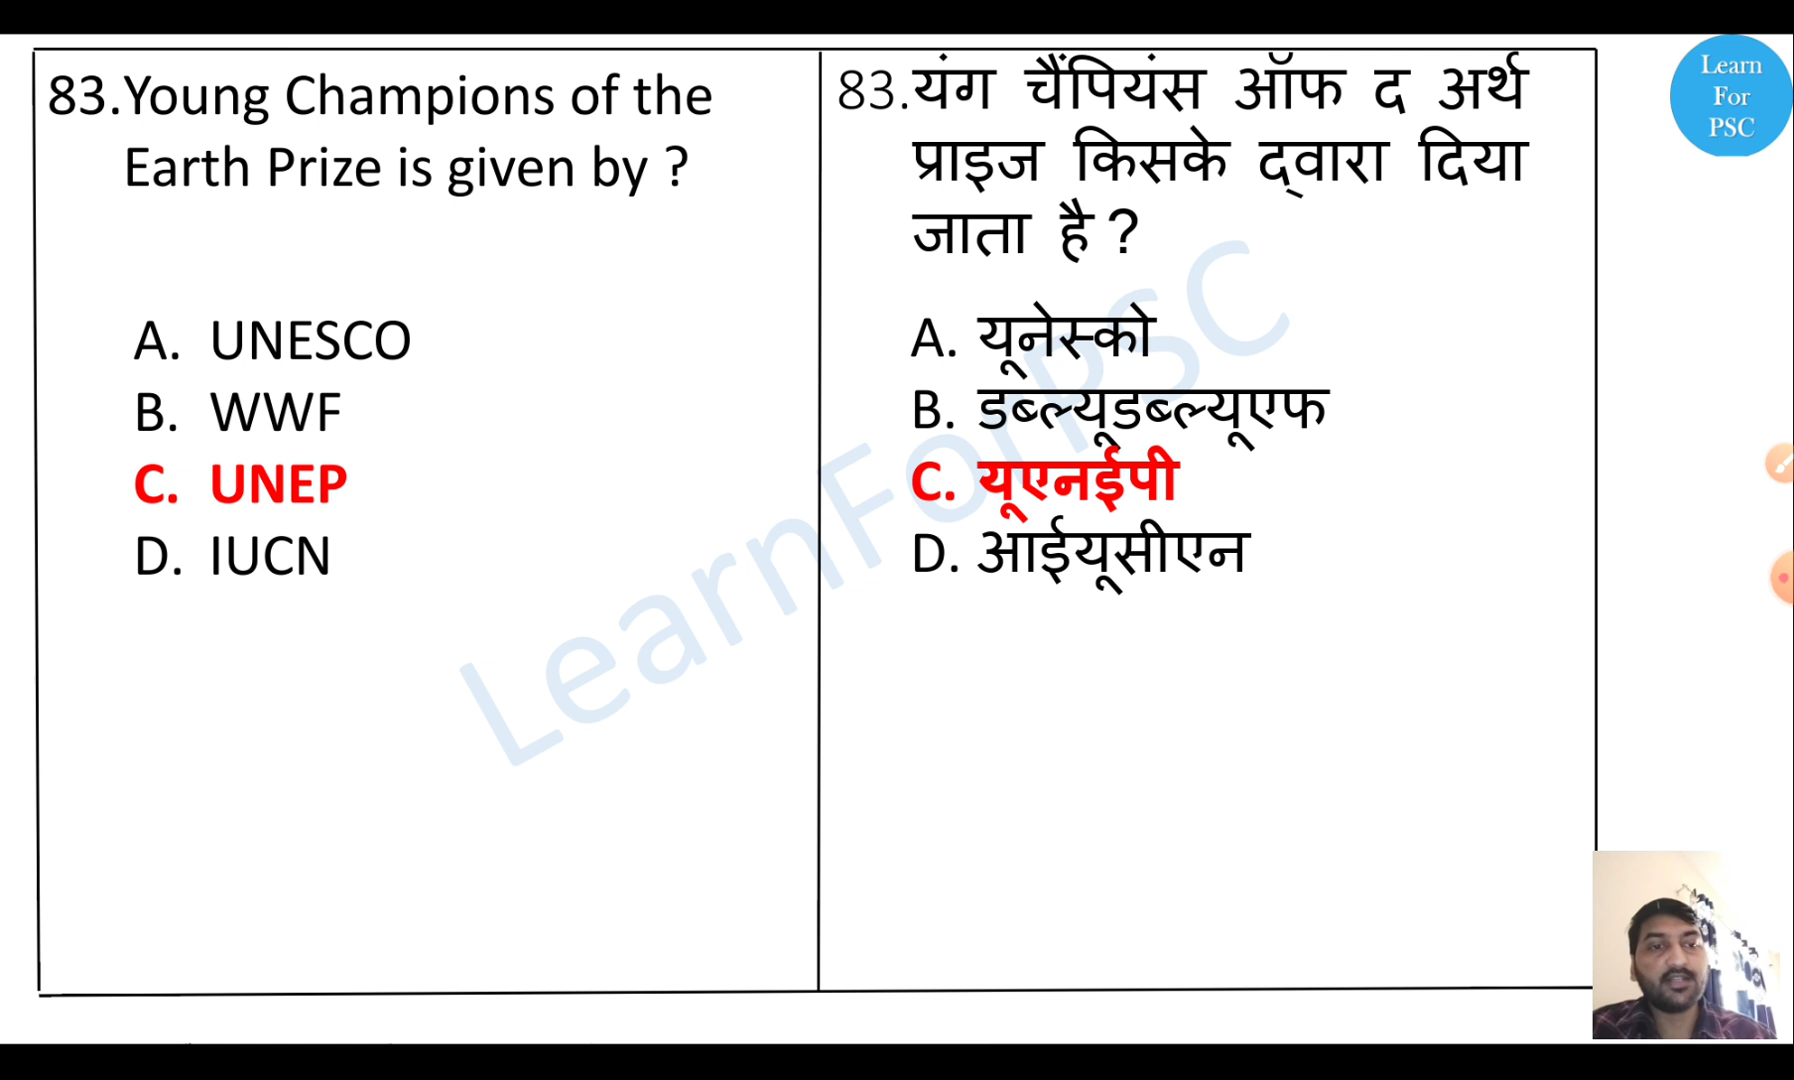 83.Young Champions of the
Earth Prize is given by ?
A. UNESCO
B. WWF
C. UNEP
D. IUCN
83.यंग चैंपियंस ऑफ द अर्थ
प्राइज किसके द्वारा दिया
जाता है ?
A. यूनेस्को
B. डब्ल्यूडब्ल्यूएफ
C. यूएनईपी
D. आईयूसीएन
Learn
For
PSC
LearnForPSC